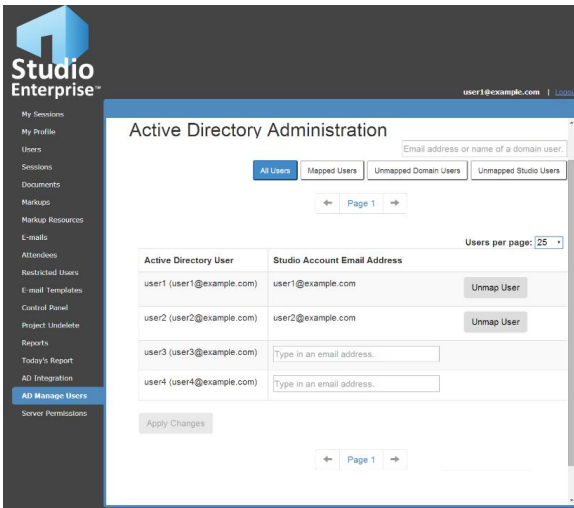 Studio
Enterprise™
user1@example.com | Logout
My Sessions
My Profile
Users
Sessions
Documents
Markups
Markup Resources
E-mails
Attendees
Restricted Users
E-mail Templates
Control Panel
Project Undelete
Reports
Today's Report
AD Integration
AD Manage Users
Server Permissions
Active Directory Administration
Email address or name of a domain user.
All Users Mapped Users Unmapped Domain Users Unmapped Studio Users
Page 1
Users per page: 25
Active Directory User Studio Account Email Address
user1 (user1@example.com) user1@example.com Unmap User
user2 (user2@example.com) user2@example.com Unmap User
user3 (user3@example.com) Type in an email address.
user4 (user4@example.com) Type in an email address.
Apply Changes
Page 1